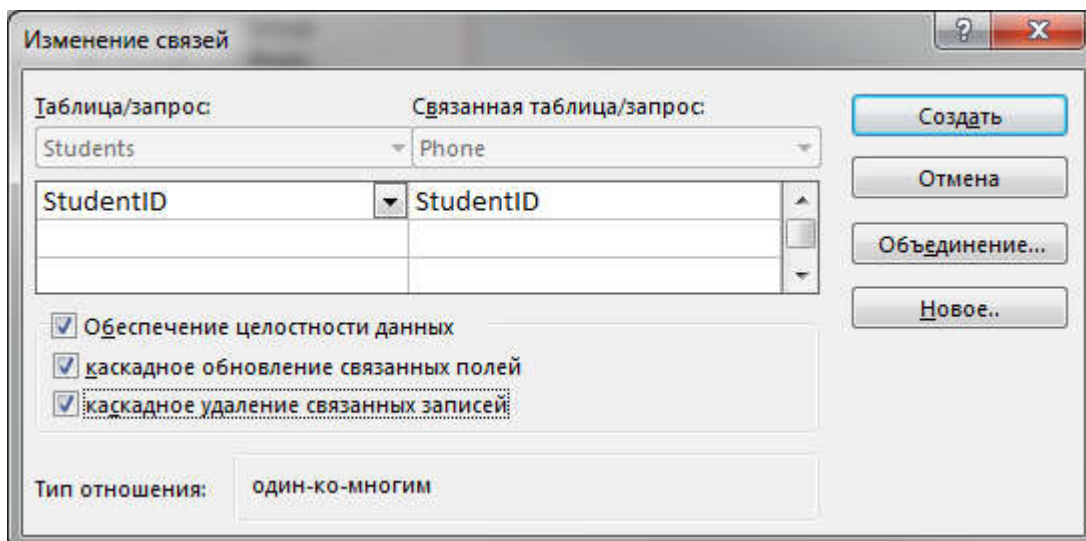 Изменение связей
Таблица/запрос: Связанная таблица/запрос:
Students Phone
StudentID StudentID
Обеспечение целостности данных
каскадное обновление связанных полей
каскадное удаление связанных записей
Тип отношения: один-ко-многим
Создать
Отмена
Объединение...
Новое..